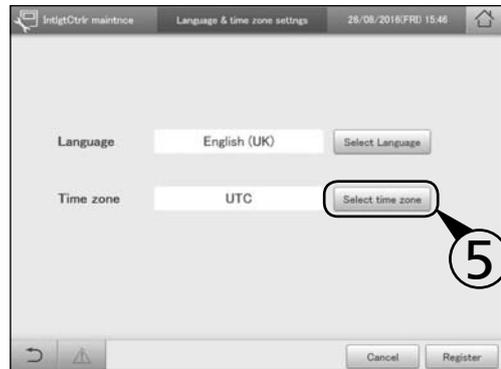 IntlgtCtrlr maintnce Language & time zone settngs 26/08/2016(FRI) 15:46
Language English (UK) Select Language
Time zone UTC Select time zone
5
Cancel Register